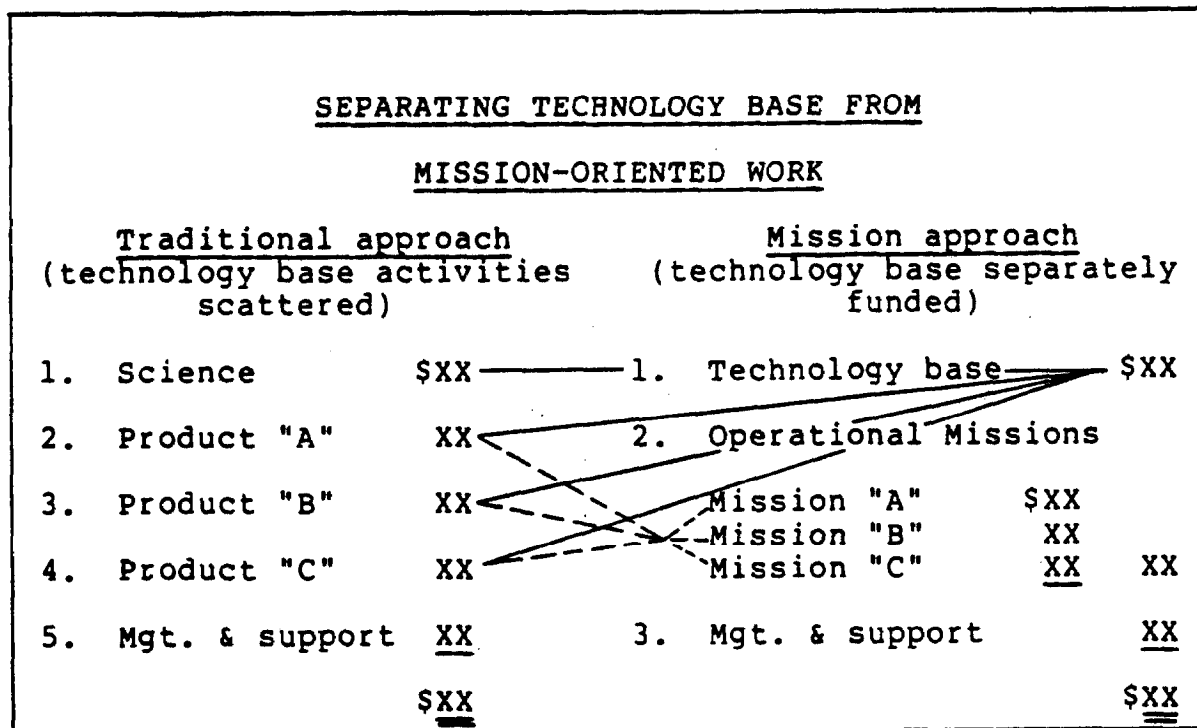 SEPARATING TECHNOLOGY BASE FROM
MISSION-ORIENTED WORK
Traditional approach
(technology base activities
scattered)
Mission approach
(technology base separately
funded)
1. Science $XX 1. Technology base $XX
2. Product "A" XX 2. Operational Missions
3. Product "B" XX Mission "A" $XX
Mission "B" XX
4. Product "C" XX Mission "C" XX XX
5. Mgt. & support XX 3. Mgt. & support XX
$XX $XX